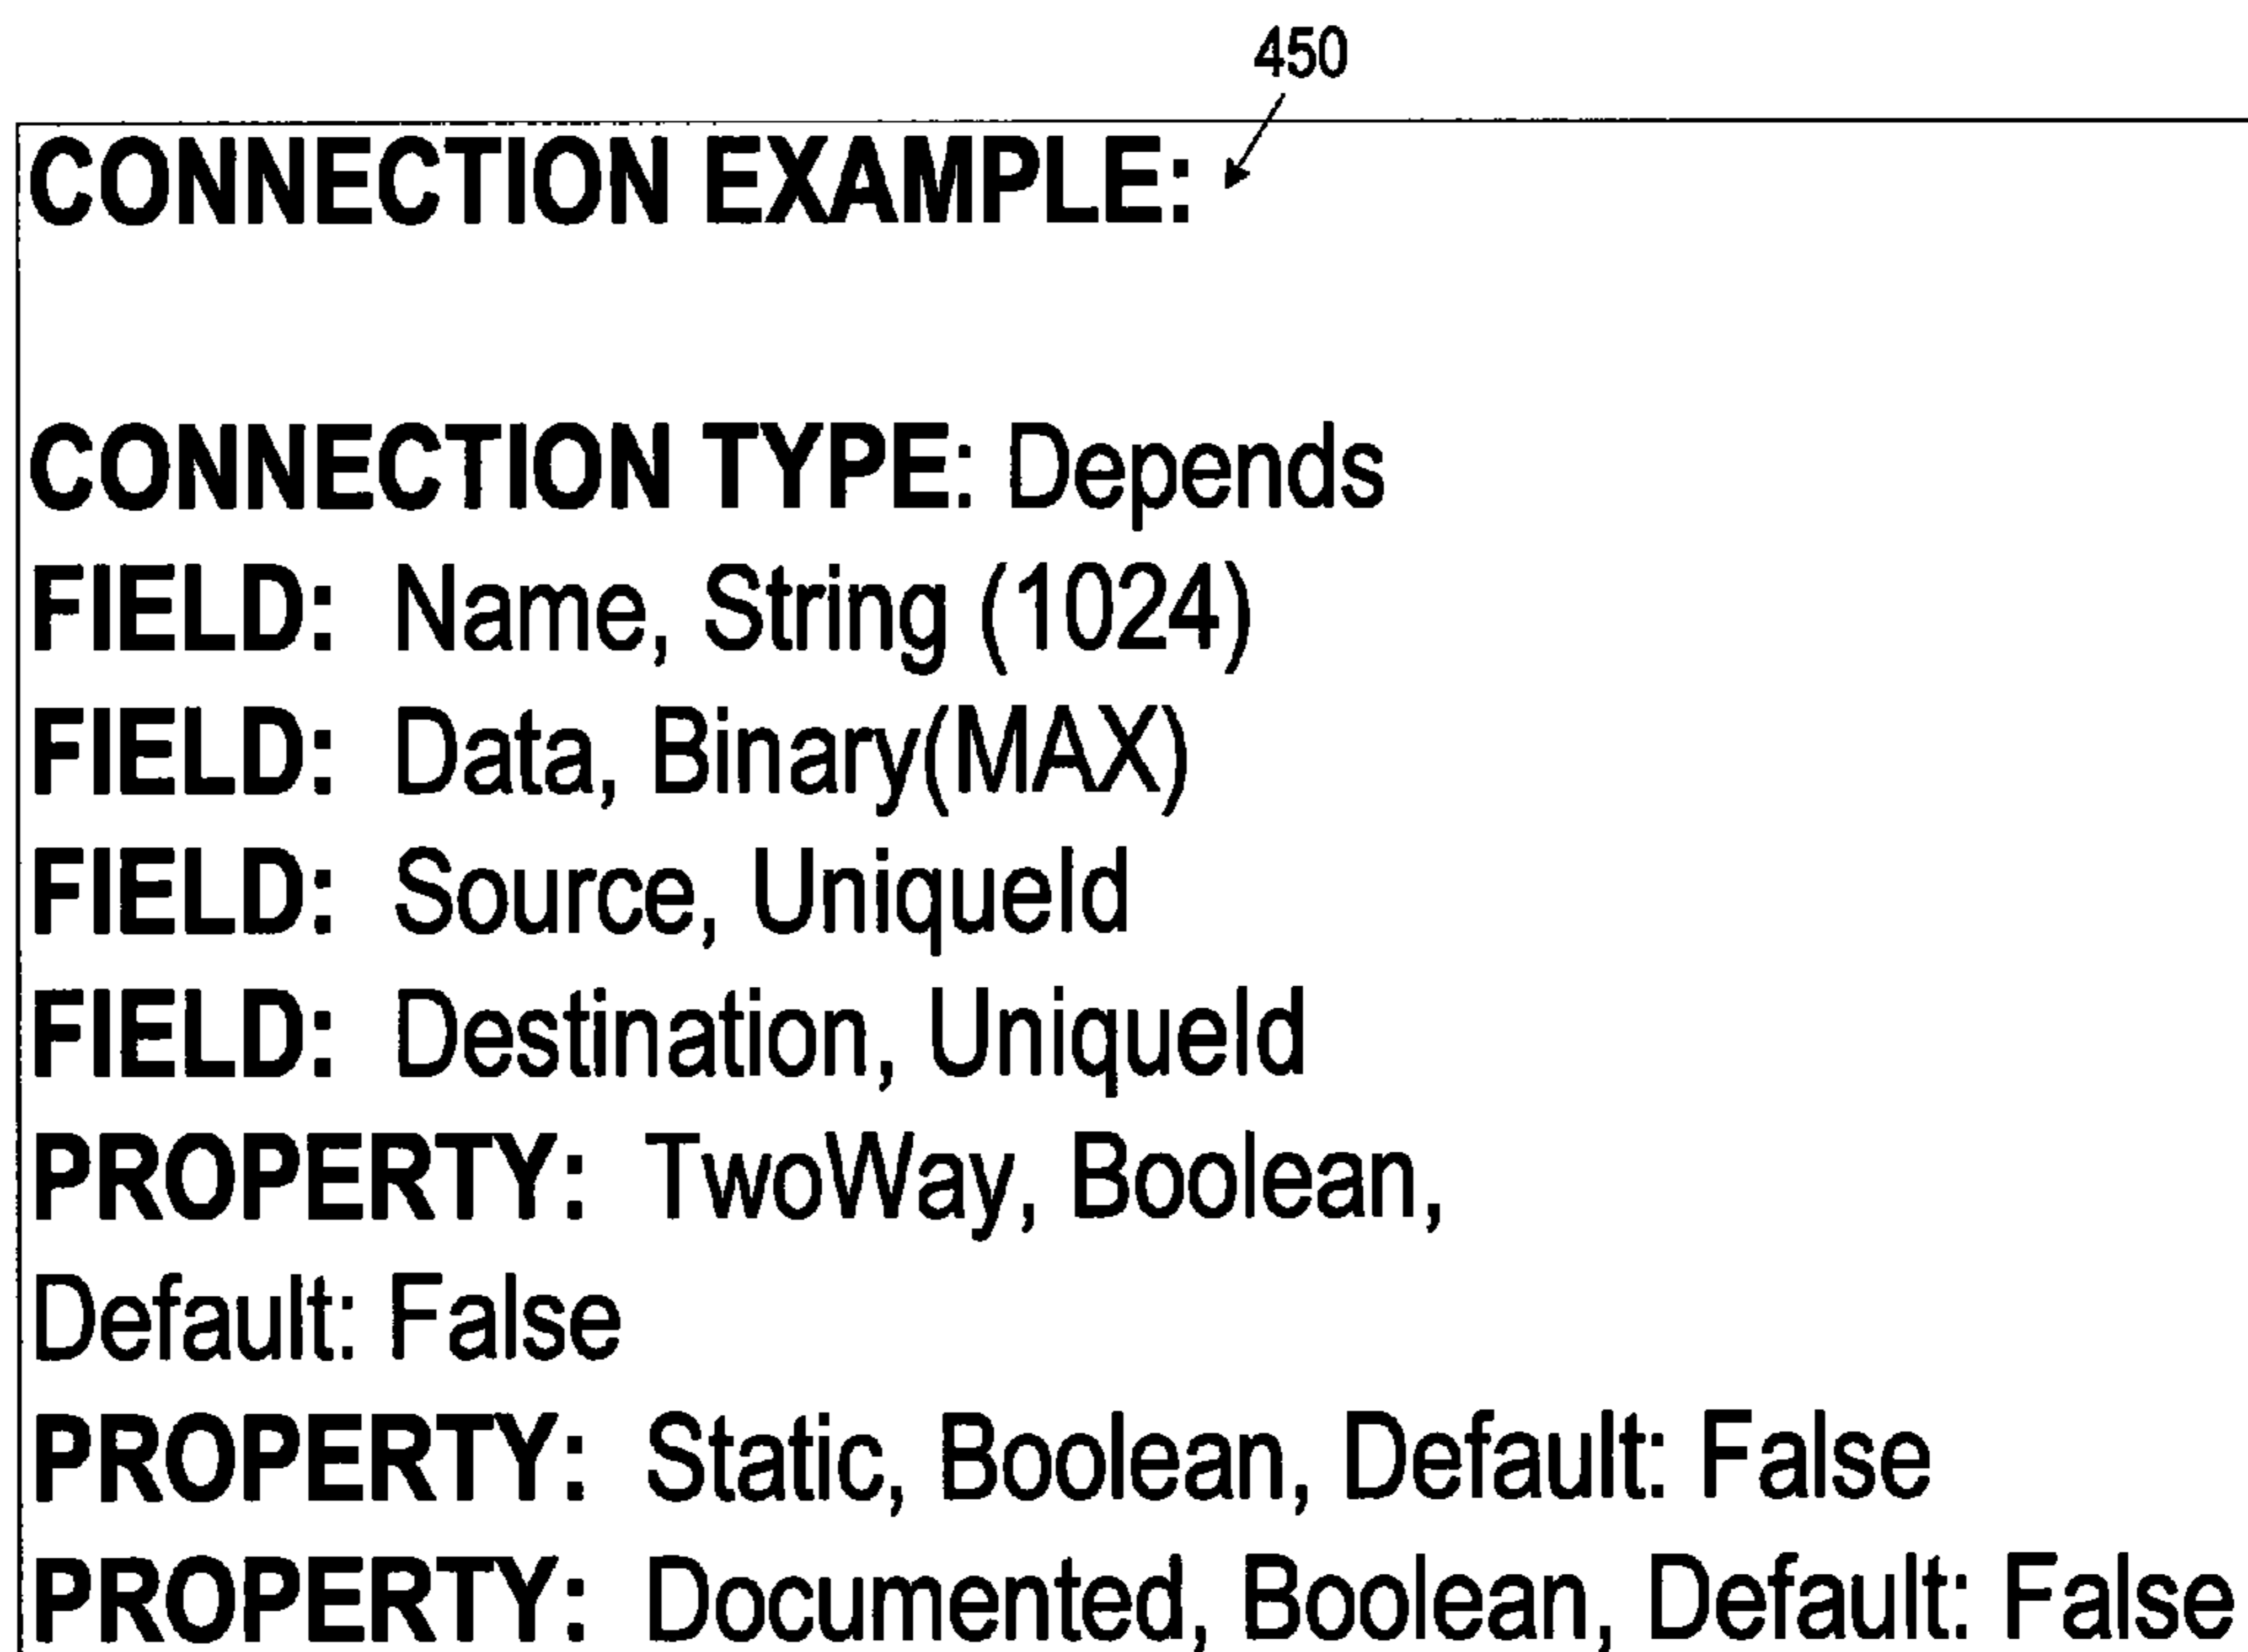 450
CONNECTION EXAMPLE:
CONNECTION TYPE: Depends
FIELD: Name, String (1024)
FIELD: Data, Binary(MAX)
FIELD: Source, UniqueId
FIELD: Destination, UniqueId
PROPERTY: TwoWay, Boolean,
Default: False
PROPERTY: Static, Boolean, Default: False
PROPERTY: Documented, Boolean, Default: False